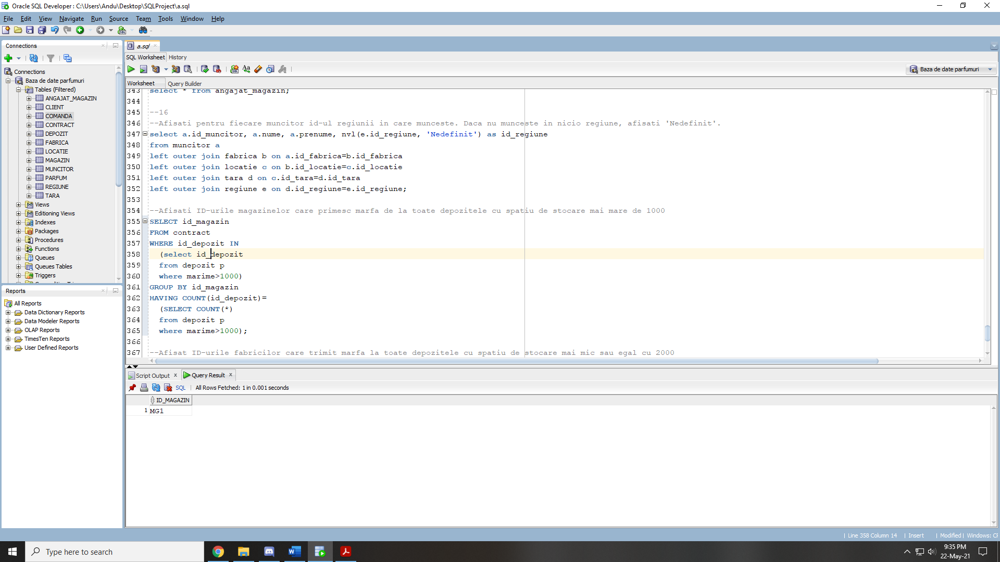 Oracle SQL Developer : C:\Users\Andu\Desktop\SQLProject\a.sql
File Edit View Navigate Run Source Team Tools Window Help
Connections
Connections
Baza de date parfumuri
Tables (Filtered)
ANGAJAT_MAGAZIN
CLIENT
COMANDA
CONTRACT
DEPOZIT
FABRICA
LOCATIE
MAGAZIN
MUNCITOR
PARFUM
REGIUNE
TARA
Views
Editioning Views
Indexes
Packages
Procedures
Functions
Queues
Queues Tables
Triggers
Reports
All Reports
Data Dictionary Reports
Data Modeler Reports
OLAP Reports
TimesTen Reports
User Defined Reports
a.sql
SQL Worksheet History
Baza de date parfumuri
Worksheet Query Builder
343 select * from angajat_magazin;
344
345 --16
346 --Afisati pentru fiecare muncitor id-ul regiunii in care munceste. Daca nu munceste in nicio regiune, afisati 'Nedefinit'.
347 select a.id_muncitor, a.nume, a.prenume, nvl(e.id_regiune, 'Nedefinit') as id_regiune
348 from muncitor a
349 left outer join fabrica b on a.id_fabrica=b.id_fabrica
350 left outer join locatie c on b.id_locatie=c.id_locatie
351 left outer join tara d on c.id_tara=d.id_tara
352 left outer join regiune e on d.id_regiune=e.id_regiune;
353
354 --Afisati ID-urile magazinelor care primesc marfa de la toate depozitele cu spatiu de stocare mai mare de 1000
355 SELECT id_magazin
356 FROM contract
357 WHERE id_depozit IN
358 (select id_depozit
359 from depozit p
360 where marime>1000)
361 GROUP BY id_magazin
362 HAVING COUNT(id_depozit)=
363 (SELECT COUNT(*)
364 from depozit p
365 where marime>1000);
366
367 --Afisat ID-urile fabricilor care trimit marfa la toate depozitele cu spatiu de stocare mai mic sau egal cu 2000
Script Output x Query Result x
SQL | All Rows Fetched: 1 in 0.001 seconds
ID_MAGAZIN
1 MG1
| Line 358 Column 14 | Insert | Modified | Windows: CF
Type here to search
9:35 PM
22-May-21